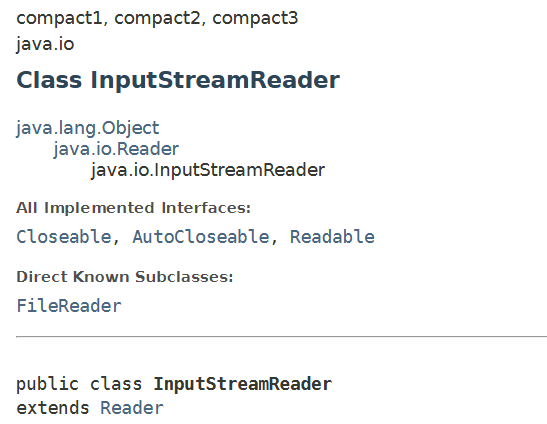 compact1, compact2, compact3
java.io
Class InputStreamReader
java.lang.Object
java.io.Reader
java.io.InputStreamReader
All Implemented Interfaces:
Closeable, AutoCloseable, Readable
Direct Known Subclasses:
FileReader
public class InputStreamReader
extends Reader